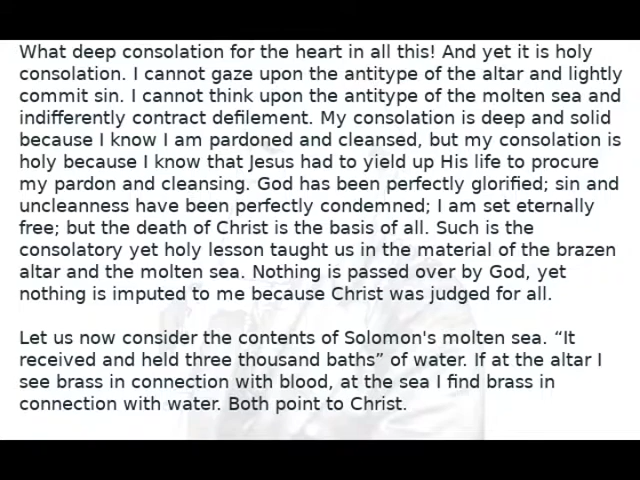 What deep consolation for the heart in all this! And yet it is holy
consolation. I cannot gaze upon the antitype of the altar and lightly
commit sin. I cannot think upon the antitype of the molten sea and
indifferently contract defilement. My consolation is deep and solid
because I know I am pardoned and cleansed, but my consolation is
holy because I know that Jesus had to yield up His life to procure
my pardon and cleansing. God has been perfectly glorified; sin and
uncleanness have been perfectly condemned; I am set eternally
free; but the death of Christ is the basis of all. Such is the
consolatory yet holy lesson taught us in the material of the brazen
altar and the molten sea. Nothing is passed over by God, yet
nothing is imputed to me because Christ was judged for all.
Let us now consider the contents of Solomon's molten sea. “It
received and held three thousand baths” of water. If at the altar I
see brass in connection with blood, at the sea I find brass in
connection with water. Both point to Christ.